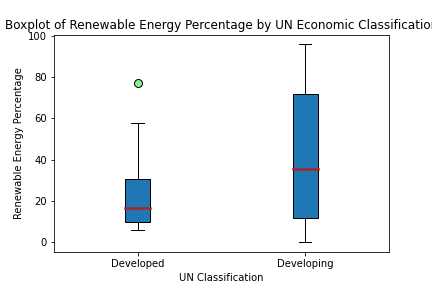 Boxplot of Renewable Energy Percentage by UN Economic Classification
100
80
60
40
20
0
Renewable Energy Percentage
Developed
Developing
UN Classification